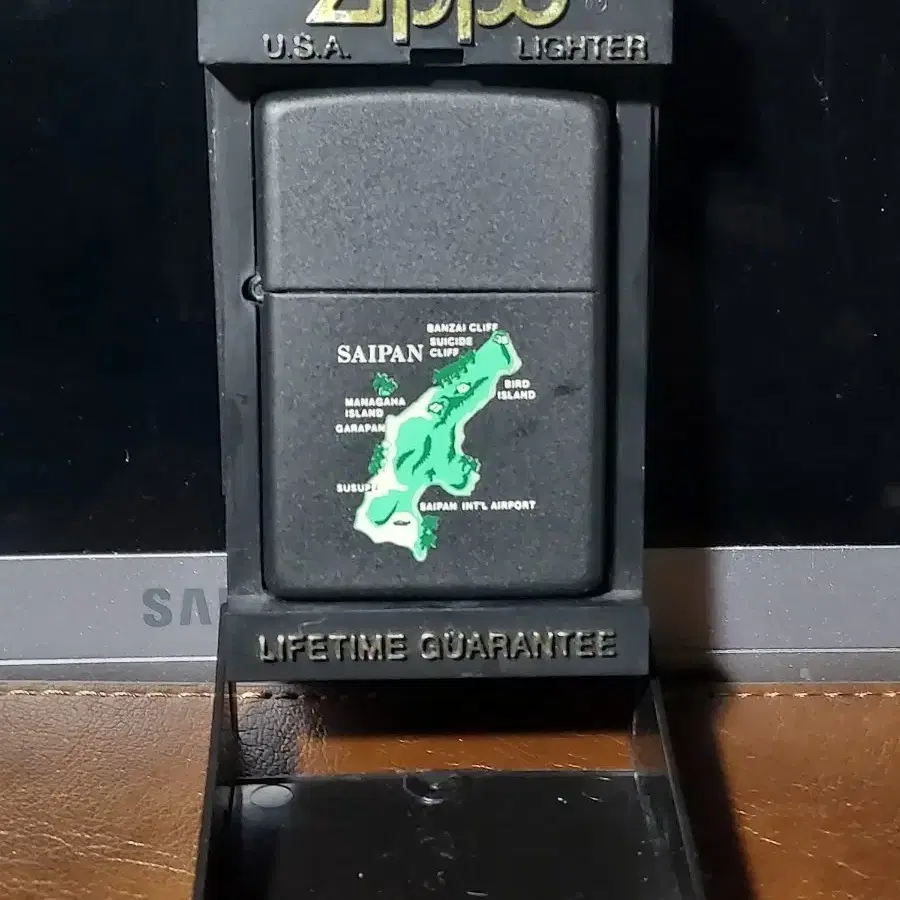 Zippo®
U.S.A. LIGHTER
BANZAI CLIFF
SAIPAN
SUICIDE
CLIFF
BIRD
ISLAND
MANAGAHA
ISLAND
GARAPAN
SUSUPE
SAIPAN INT'L AIRPORT
LIFETIME GUARANTEE